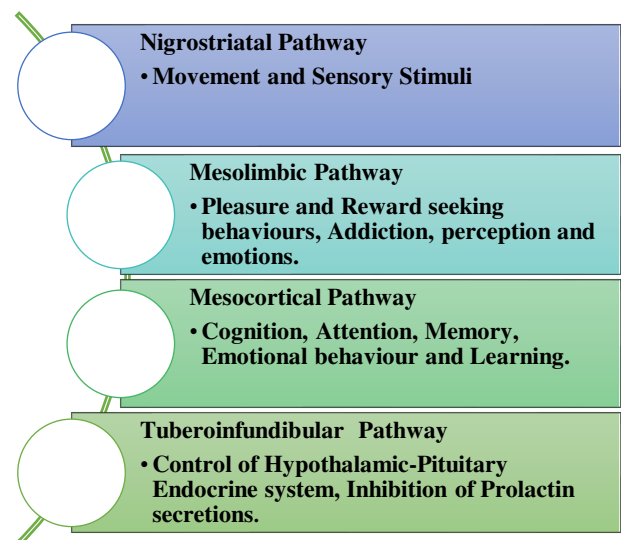 Nigrostriatal Pathway
• Movement and Sensory Stimuli
Mesolimbic Pathway
• Pleasure and Reward seeking
behaviours, Addiction, perception and
emotions.
Mesocortical Pathway
• Cognition, Attention, Memory,
Emotional behaviour and Learning.
Tuberoinfundibular Pathway
• Control of Hypothalamic-Pituitary
Endocrine system, Inhibition of Prolactin
secretions.